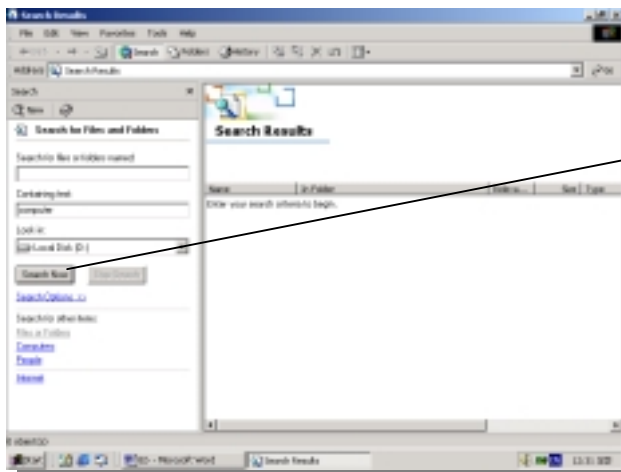 Search Results
File Edit View Favorites Tools Help
Search History
Address Search Results Go
Search
New
Search for Files and Folders
Search for files or folders named:
Containing text:
computer
Look in:
Local Disk (D:)
Search Now Stop Search
Search Options >>
Search for other items:
Files or Folders
Computers
People
Internet
Search Results
Name In Folder Size Type
Enter your search criteria to begin.
0 object(s)
Start Microsoft Word Search Results